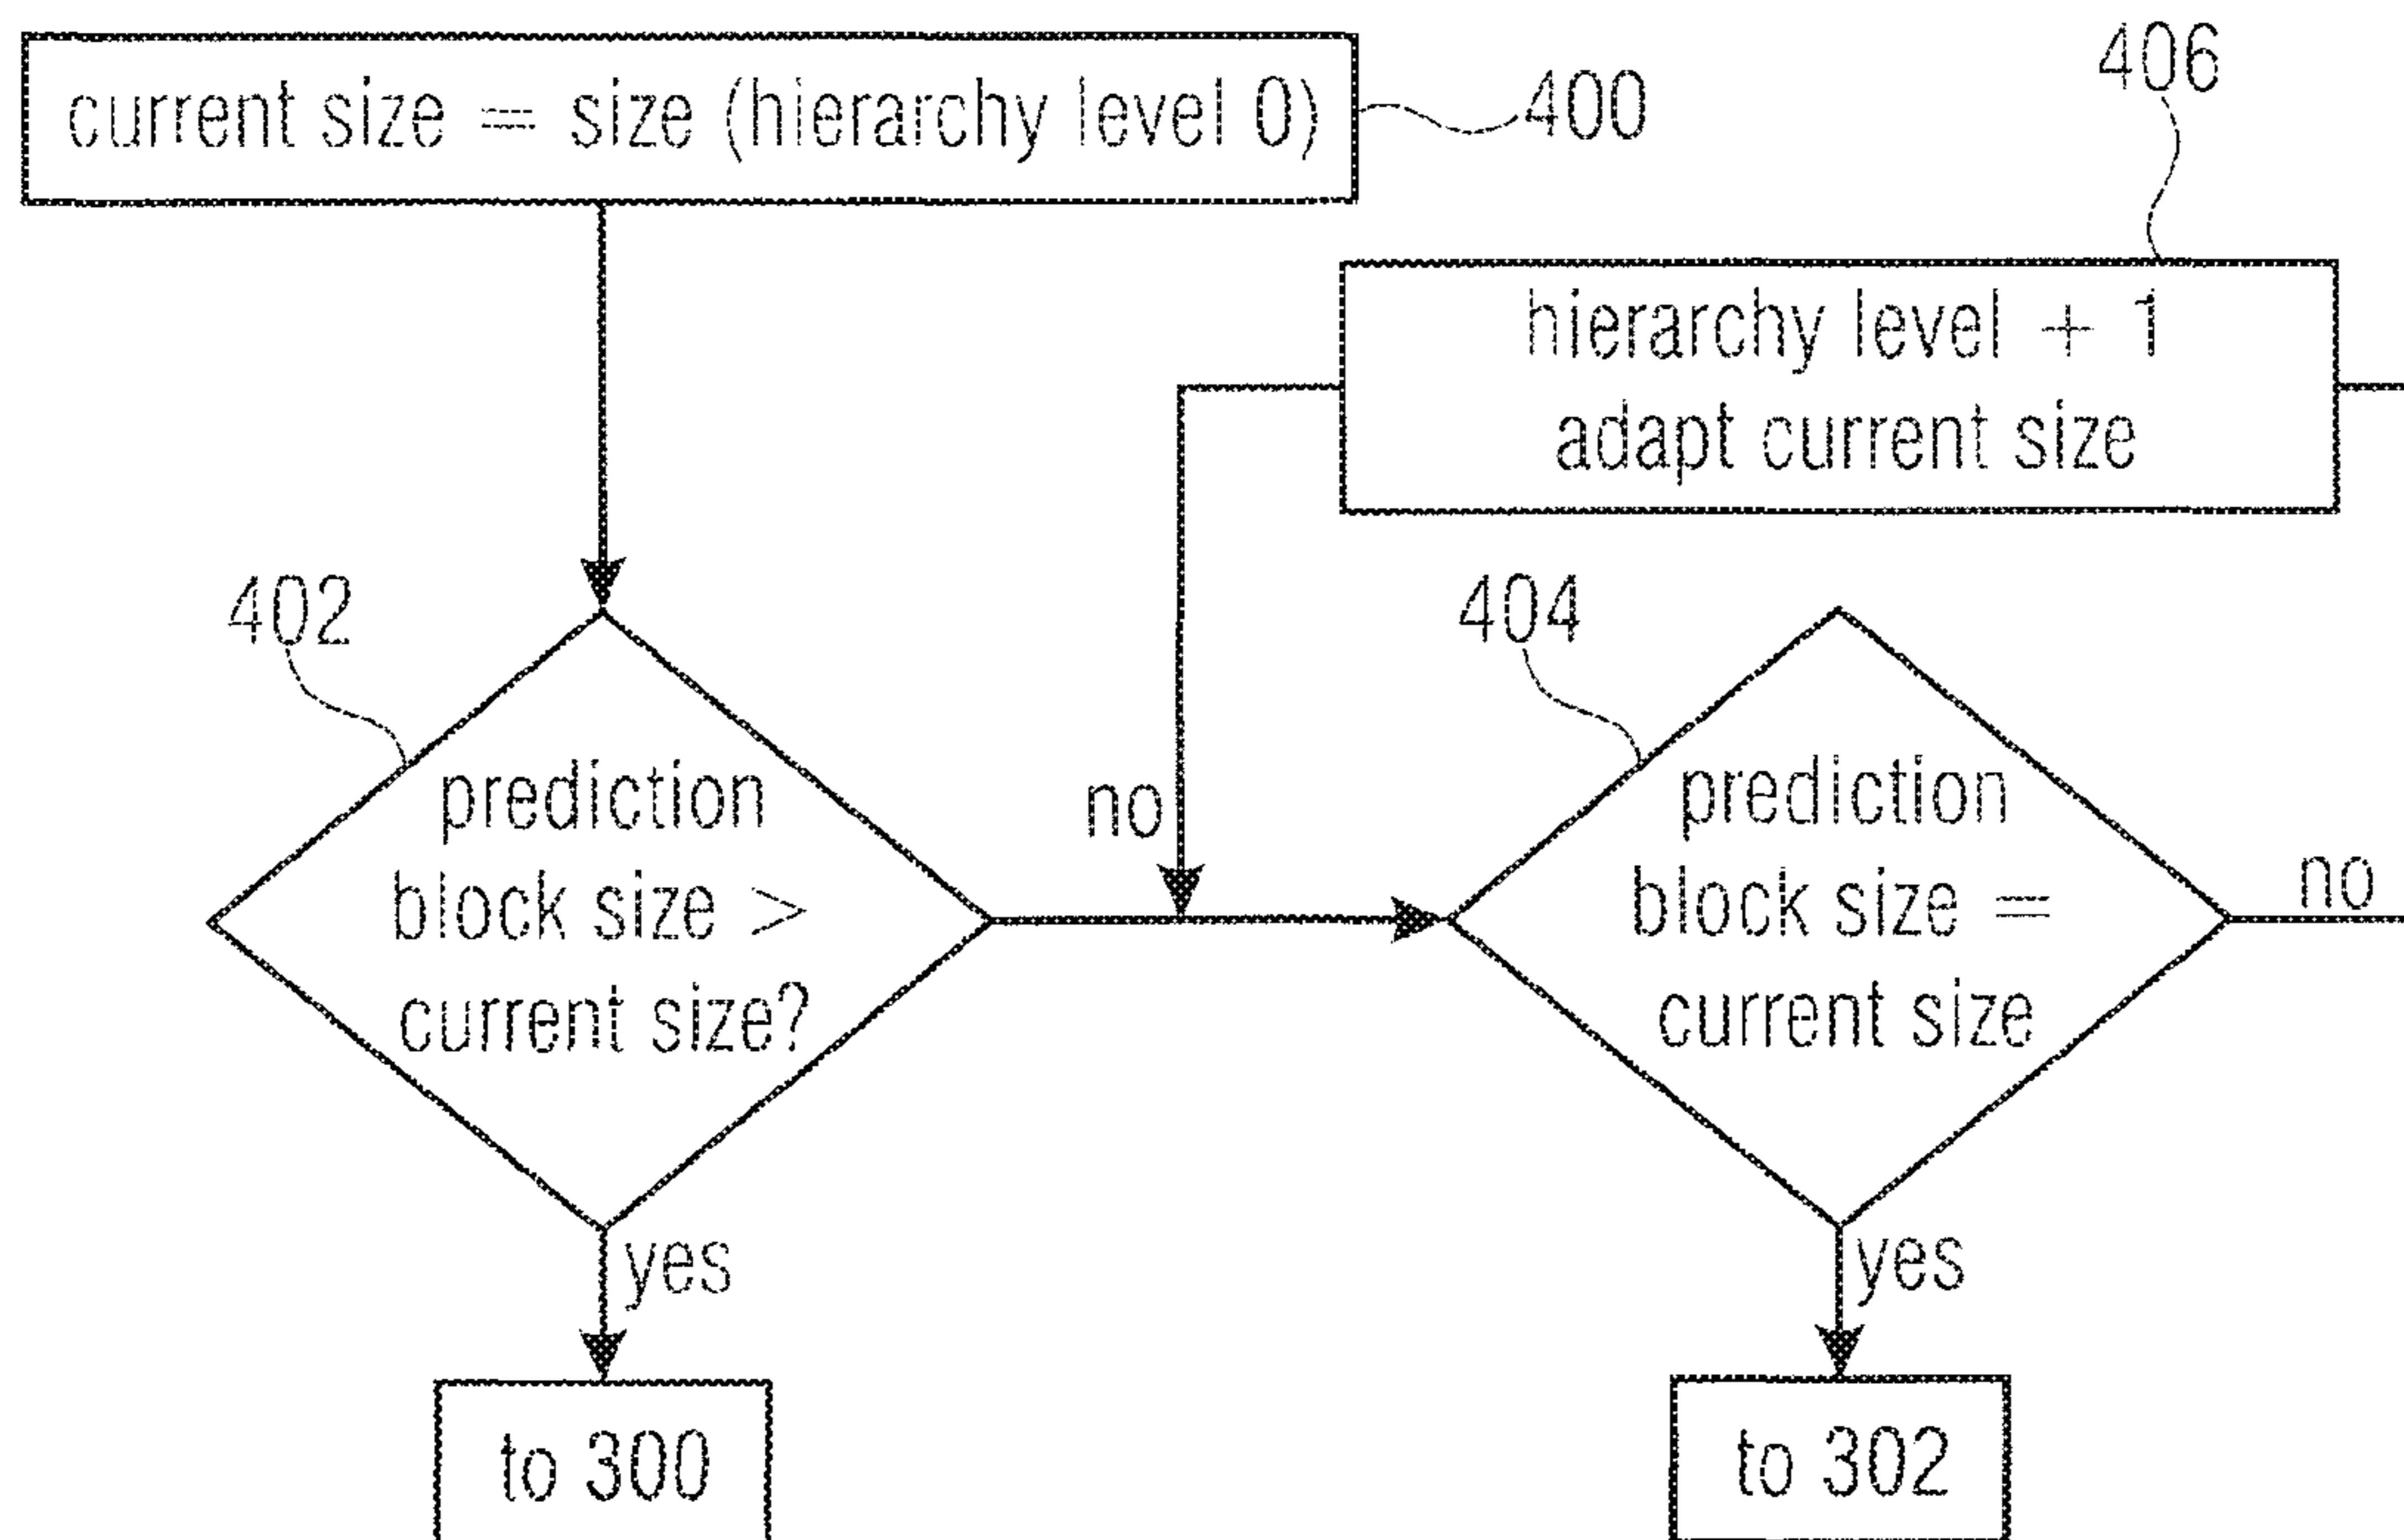 current size = size (hierarchy level 0)
400
406
hierarchy level + 1
adapt current size
402
prediction
block size >
current size?
no
404
prediction
block size =
current size
no
yes
to 300
yes
to 302